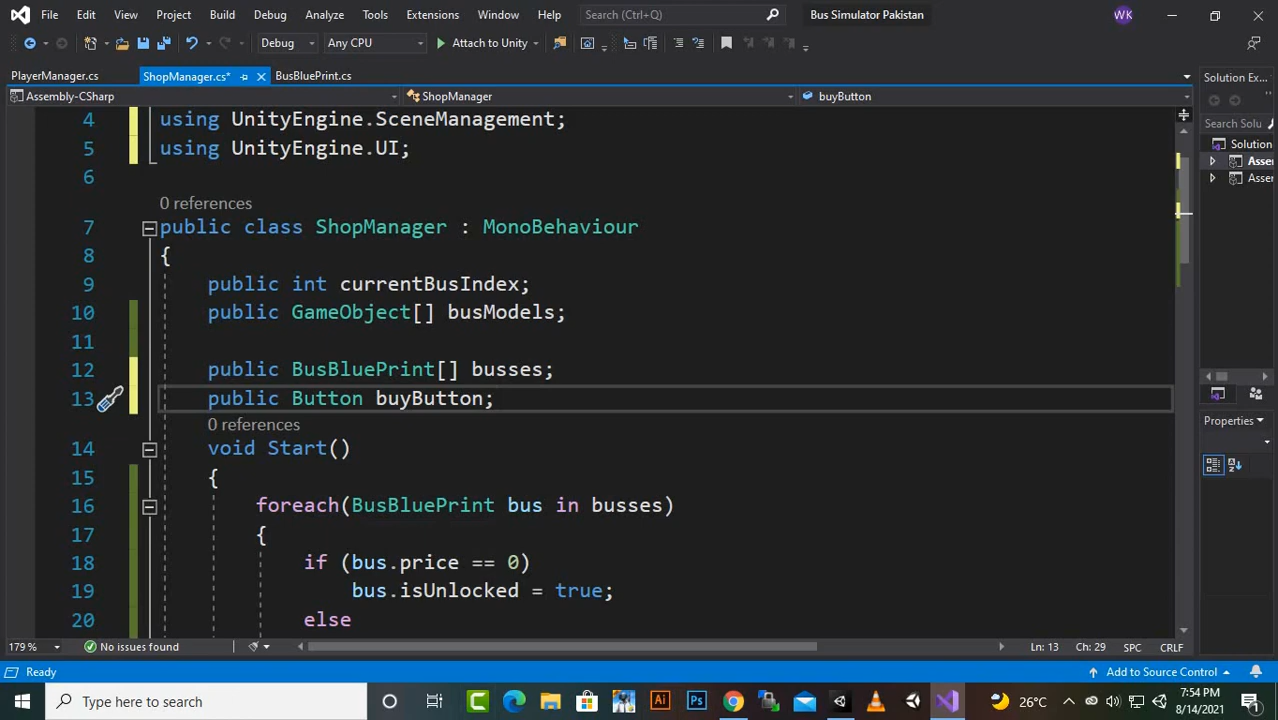 File Edit View Project Build Debug Analyze Tools Extensions Window Help Search (Ctrl+Q) Bus Simulator Pakistan WK
Debug Any CPU Attach to Unity
PlayerManager.cs ShopManager.cs* BusBluePrint.cs Solution Ex...
Assembly-CSharp ShopManager buyButton
Search Solu
4 using UnityEngine.SceneManagement;
5 using UnityEngine.UI;
Solution
Asse
6
Asser
0 references
7 public class ShopManager : MonoBehaviour
8 {
9 public int currentBusIndex;
10 public GameObject[] busModels;
11
12 public BusBluePrint[] busses;
13 public Button buyButton;
Properties
0 references
14 void Start()
15 {
16 foreach(BusBluePrint bus in busses)
17 {
18 if (bus.price == 0)
19 bus.isUnlocked = true;
20 else
179 % No issues found Ln: 13 Ch: 29 SPC CRLF
Ready Add to Source Control
Type here to search Ai Ps 26°C 7:54 PM
8/14/2021